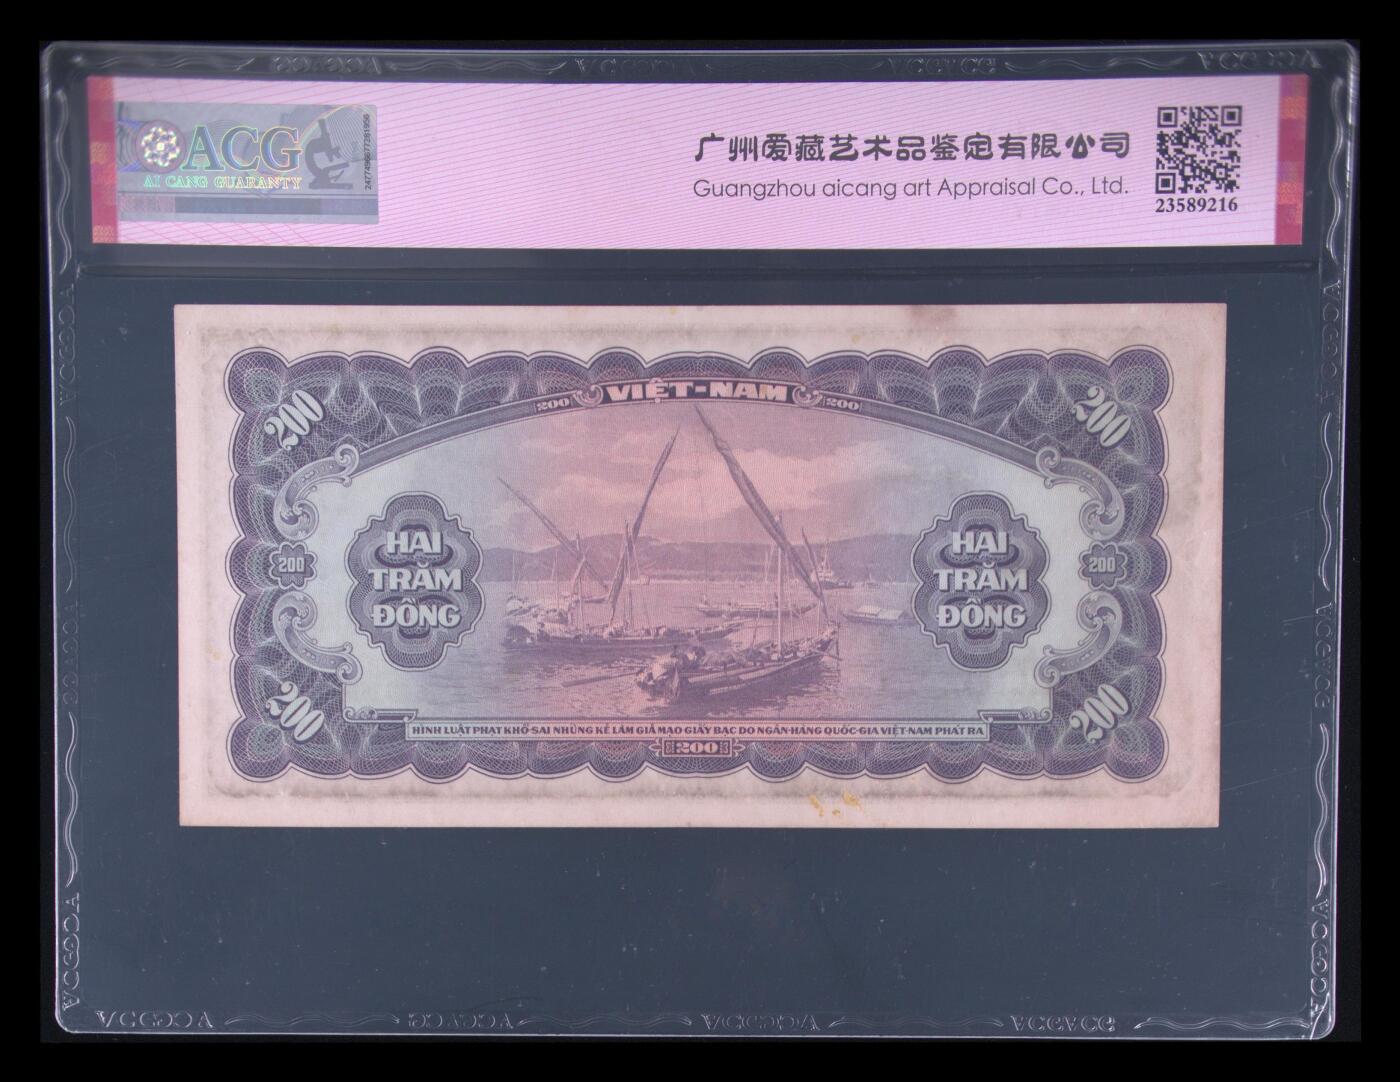 ACG
AI CANG GUARANTY
广州爱藏艺术品鉴定有限公司
Guangzhou aicang art Appraisal Co., Ltd.
23589216
200 VIỆT-NAM 200
200 200
HAI TRĂM ĐỒNG
HAI TRĂM ĐỒNG
200 200
200 200
HÌNH LUẬT PHẠT KHỔ-SAI NHỮNG KẺ LÀM GIẢ MẠO GIẤY BẠC DO NGÂN-HÀNG QUỐC-GIA VIỆT-NAM PHÁT RA
200